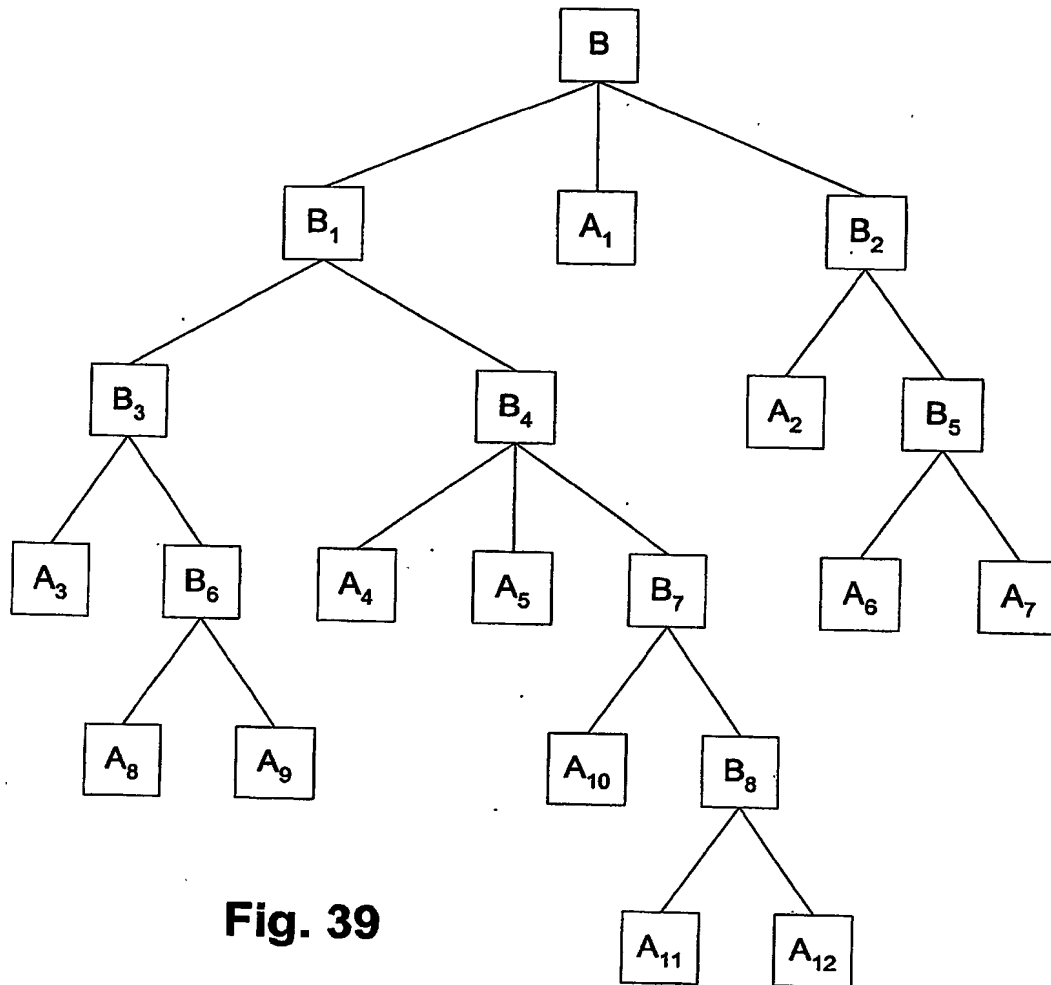 B
B₁ A₁ B₂
B₃ B₄ A₂ B₅
A₃ B₆ A₄ A₅ B₇ A₆ A₇
A₈ A₉ A₁₀ B₈
A₁₁ A₁₂
Fig. 39